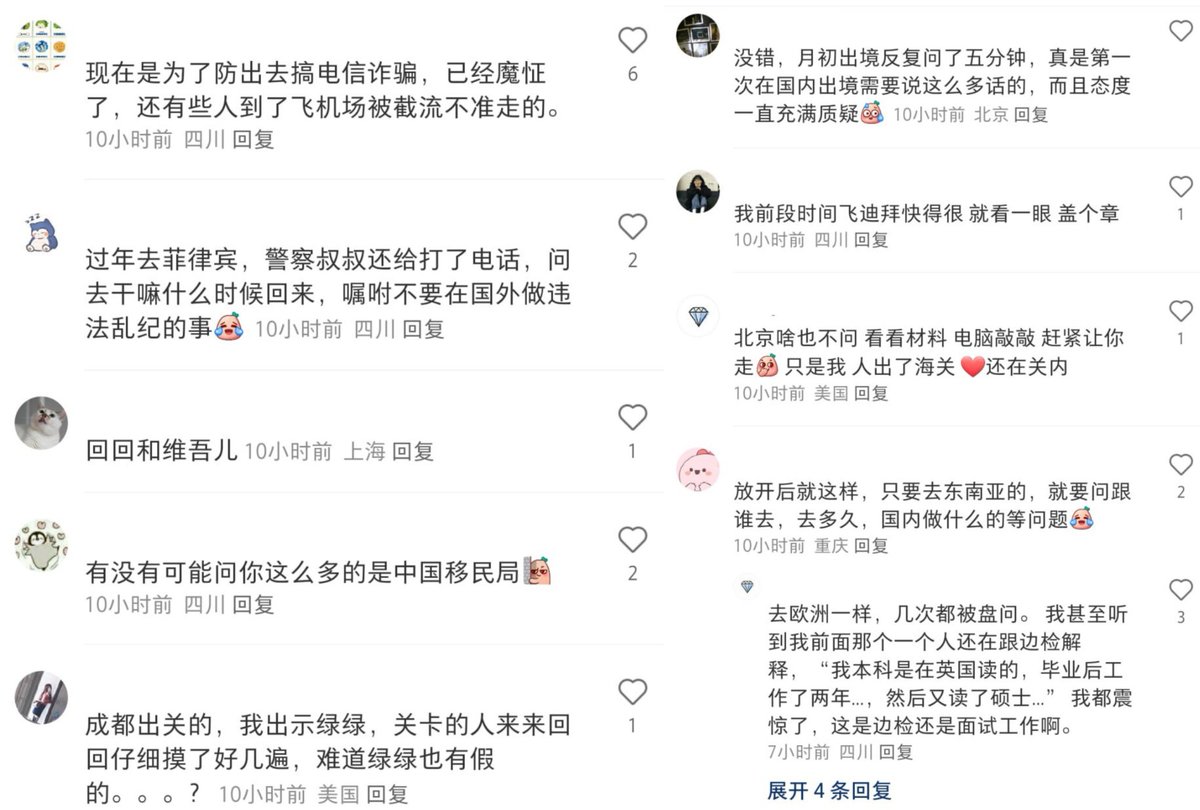 现在是为了防出去搞电信诈骗，已经魔怔
了，还有些人到了飞机场被截流不准走的。
10小时前 四川 回复
6
过年去菲律宾，警察叔叔还给打了电话，问
去干嘛什么时候回来，嘱咐不要在国外做违
法乱纪的事 10小时前 四川 回复
2
回回和维吾儿 10小时前 上海 回复
1
有没有可能问你这么多的是中国移民局
10小时前 四川 回复
2
成都出关的，我出示绿绿，关卡的人来来回
回仔细摸了好几遍，难道绿绿也有假
的。。。？ 10小时前 美国 回复
1
没错，月初出境反复问了五分钟，真是第一
次在国内出境需要说这么多话的，而且态度
一直充满质疑 10小时前 北京 回复
我前段时间飞迪拜快得很 就看一眼 盖个章
10小时前 四川 回复
1
北京啥也不问 看看材料 电脑敲敲 赶紧让你
走 只是我 人出了海关 ❤️还在关内
10小时前 美国 回复
1
放开后就这样，只要去东南亚的，就要问跟
谁去，去多久，国内做什么的等问题
10小时前 重庆 回复
2
去欧洲一样，几次都被盘问。 我甚至听
到我前面那个一个人还在跟边检解
释，“我本科是在英国读的，毕业后工
作了两年...，然后又读了硕士...” 我都震
惊了，这是边检还是面试工作啊。
7小时前 四川 回复
3
展开 4 条回复